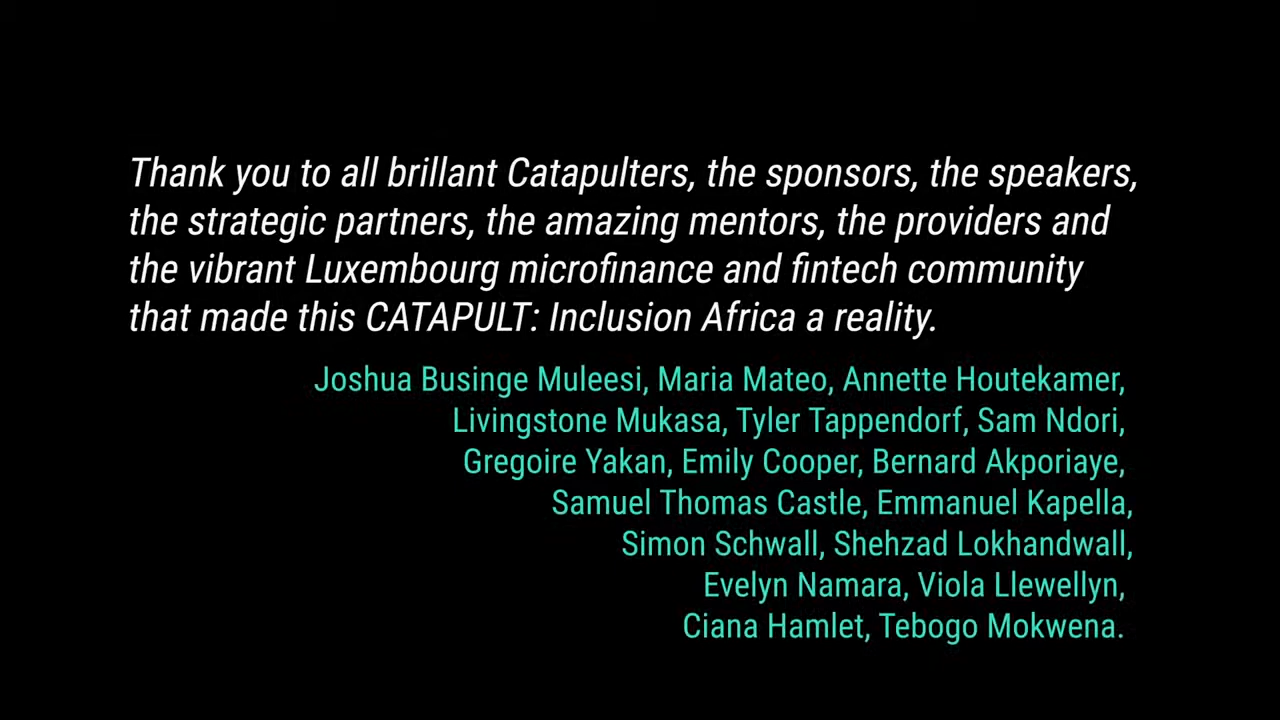 Thank you to all brillant Catapulters, the sponsors, the speakers,
the strategic partners, the amazing mentors, the providers and
the vibrant Luxembourg microfinance and fintech community
that made this CATAPULT: Inclusion Africa a reality.
Joshua Businge Muleesi, Maria Mateo, Annette Houtekamer,
Livingstone Mukasa, Tyler Tappendorf, Sam Ndori,
Gregoire Yakan, Emily Cooper, Bernard Akporiaye,
Samuel Thomas Castle, Emmanuel Kapella,
Simon Schwall, Shehzad Lokhandwall,
Evelyn Namara, Viola Llewellyn,
Ciana Hamlet, Tebogo Mokwena.